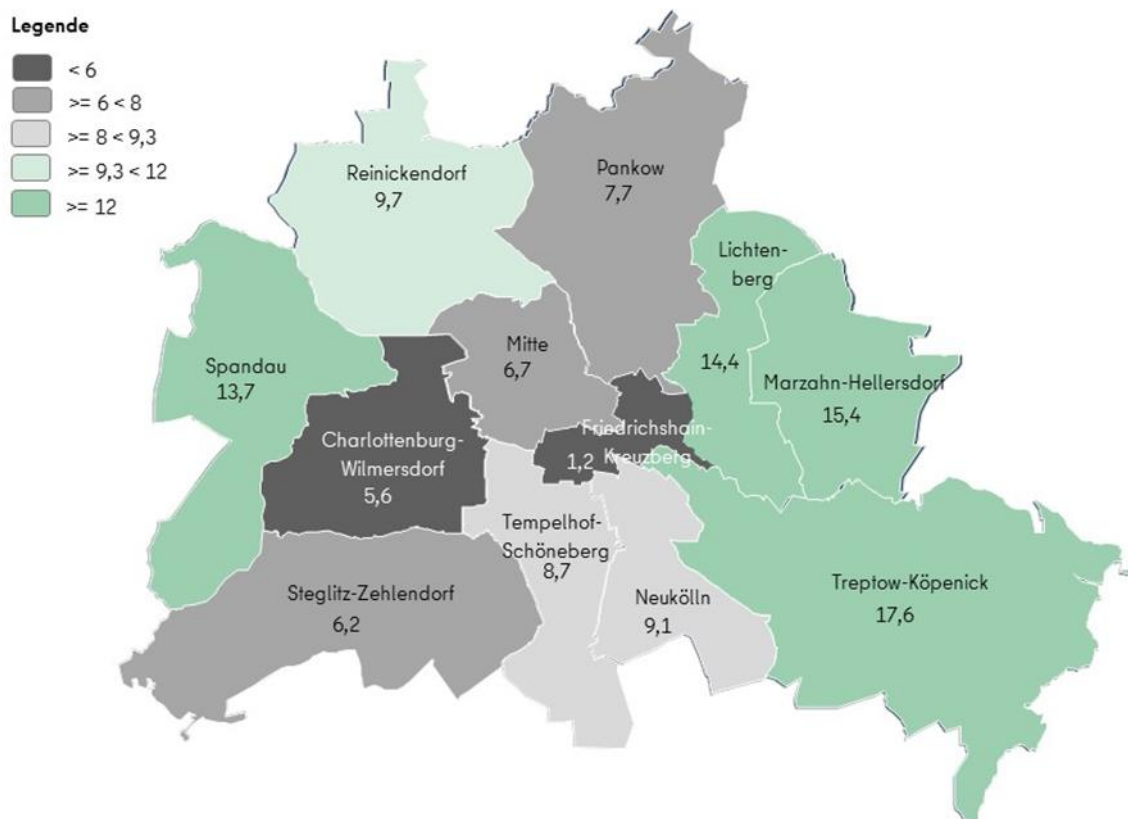 Legende
< 6
>= 6 < 8
>= 8 < 9,3
>= 9,3 < 12
>= 12
Reinickendorf
9,7
Pankow
7,7
Lichten-
berg
14,4
Mitte
6,7
Spandau
13,7
Marzahn-Hellersdorf
15,4
Charlottenburg-
Wilmersdorf
5,6
Friedrichshain-
Kreuzberg
1,2
Tempelhof-
Schöneberg
8,7
Steglitz-Zehlendorf
6,2
Neukölln
9,1
Treptow-Köpenick
17,6